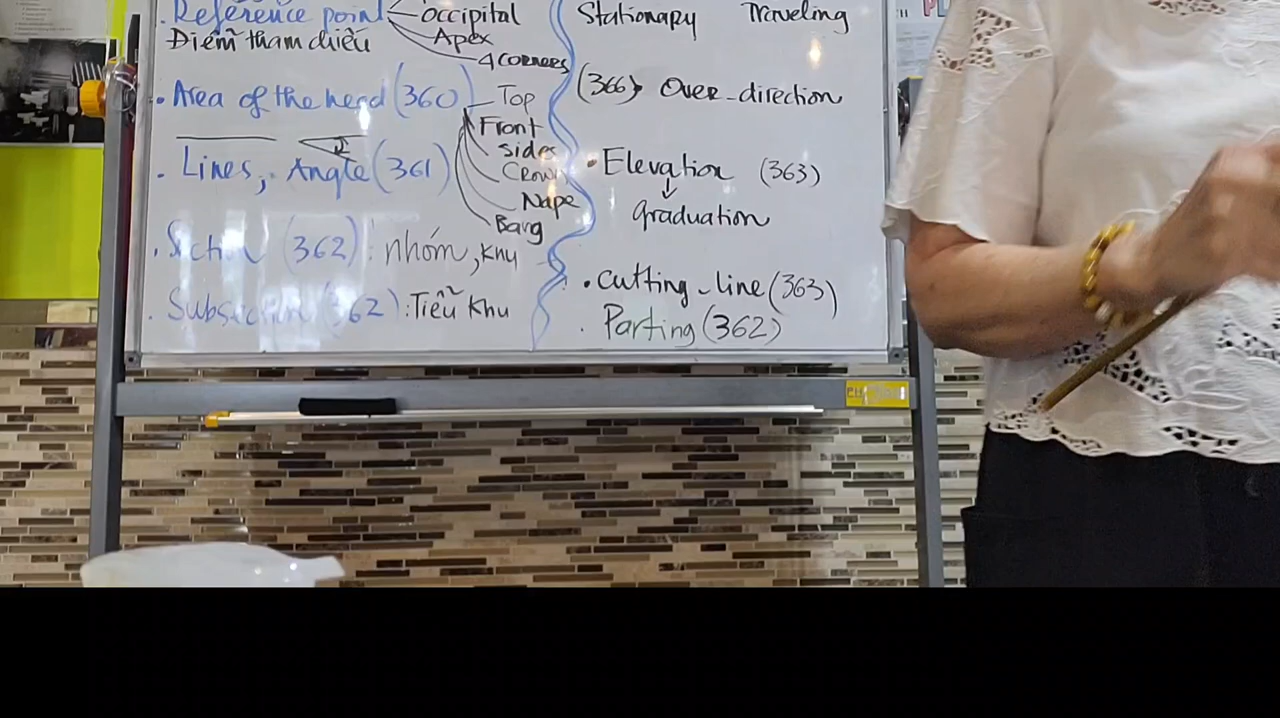 . Reference point
Điểm tham chiếu
occipital
Apex
4 corners
. Area of the head (360)
Top
Front
Sides
Crown
Nape
Bang
. Lines, Angle (361)
. Section (362) : nhóm, khu
. Subsection (362) : Tiểu khu
Stationary Traveling
(366) Over-direction
. Elevation (363)
graduation
. Cutting-line (363)
. Parting (362)